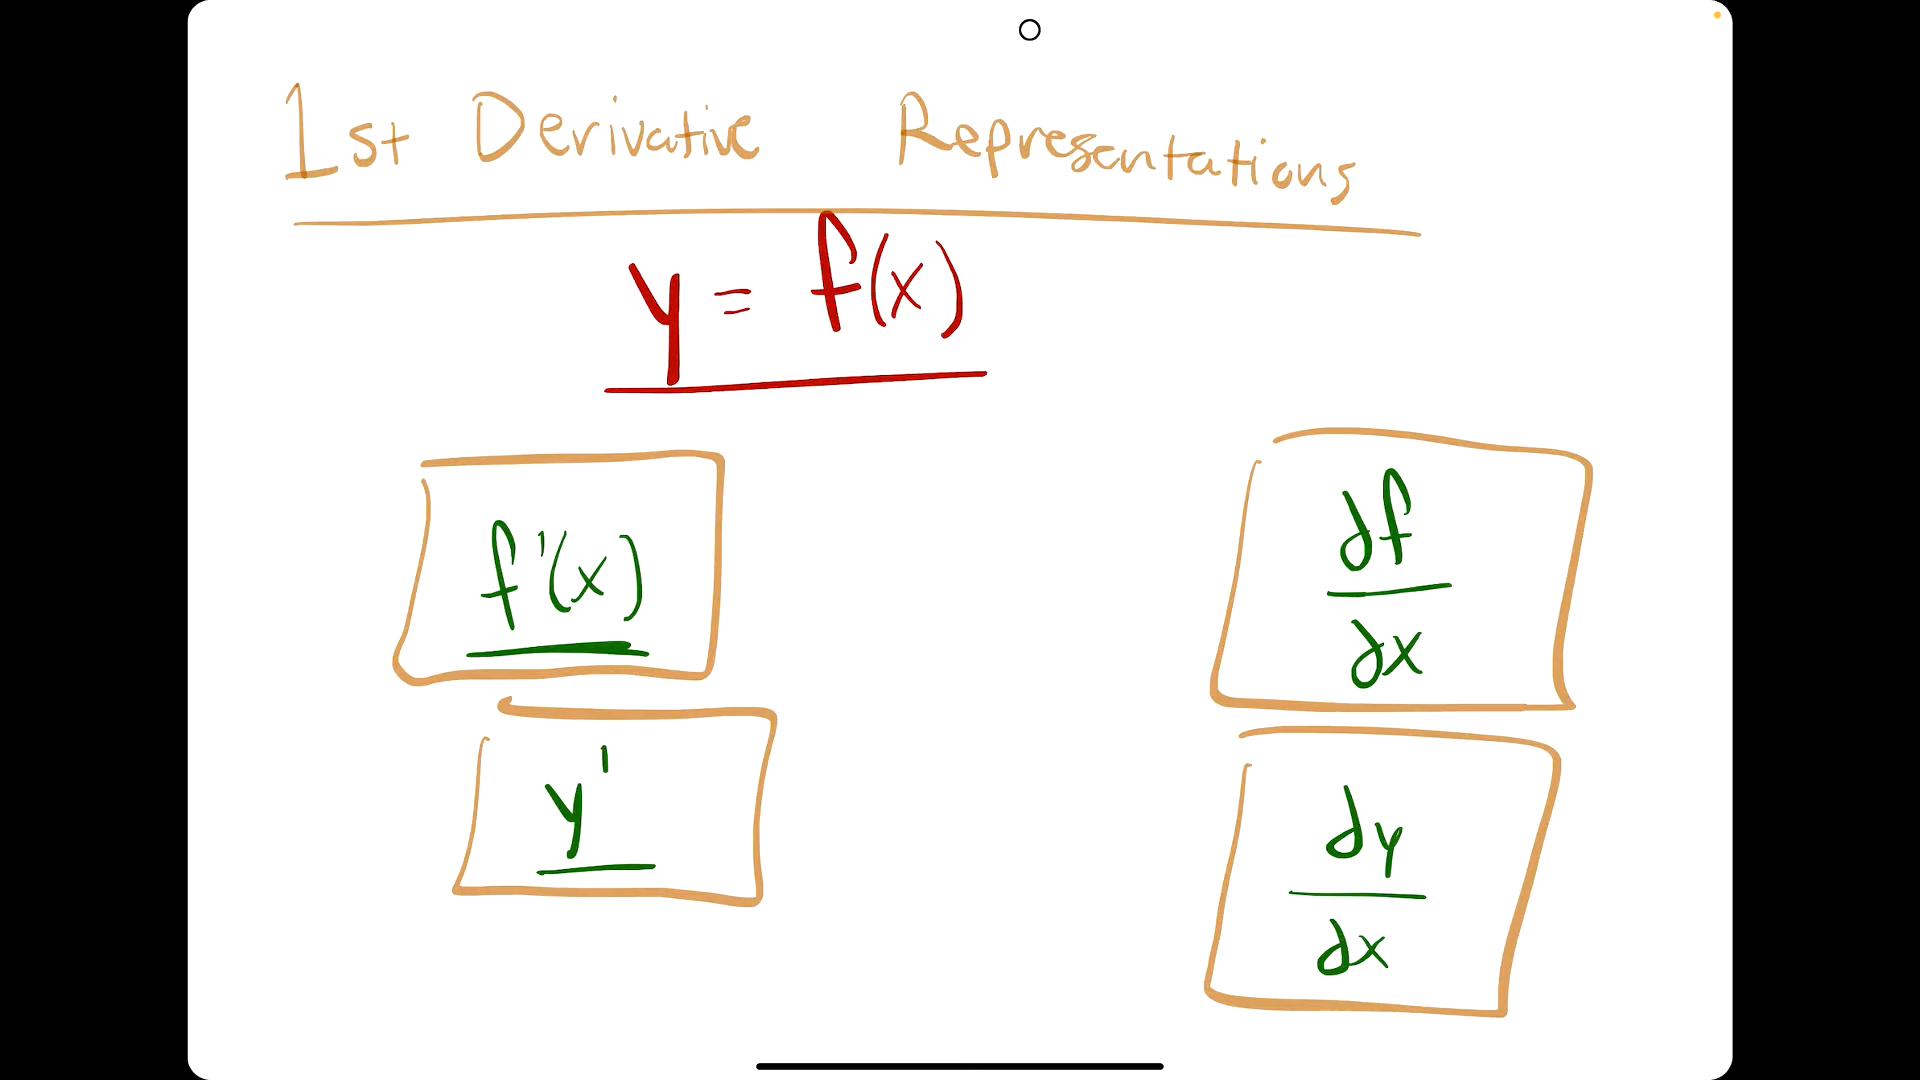 1st Derivative Representations
y = f(x)
f'(x)
df
dx
y'
dy
dx